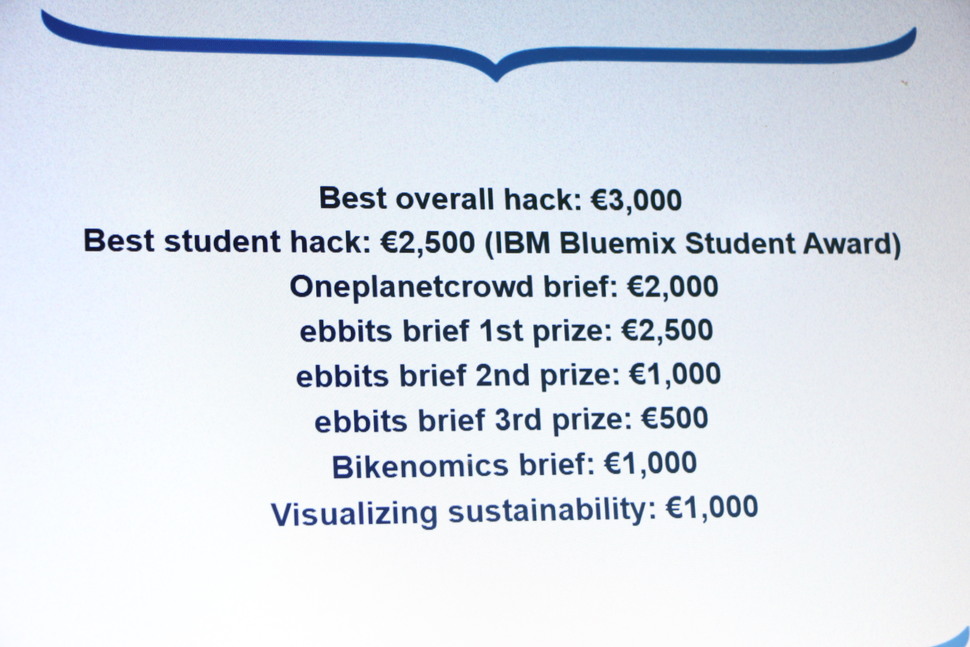 Best overall hack: €3,000
Best student hack: €2,500 (IBM Bluemix Student Award)
Oneplanetcrowd brief: €2,000
ebbits brief 1st prize: €2,500
ebbits brief 2nd prize: €1,000
ebbits brief 3rd prize: €500
Bikenomics brief: €1,000
Visualizing sustainability: €1,000